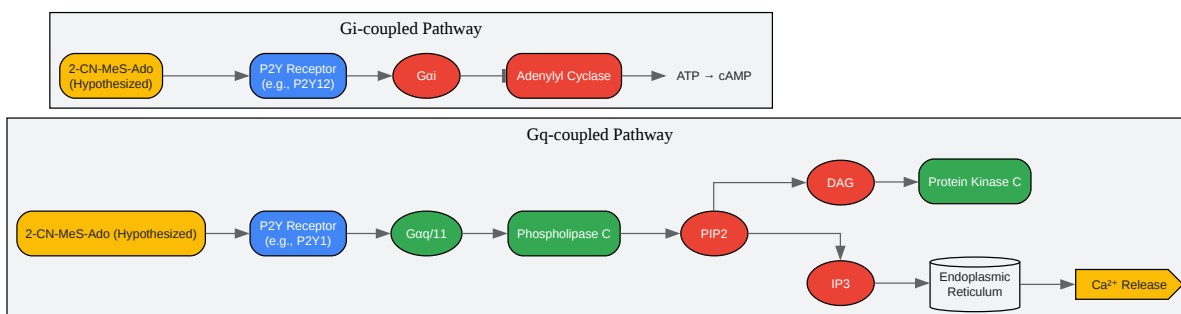 Gi-coupled Pathway
2-CN-MeS-Ado
(Hypothesized)
P2Y Receptor
(e.g., P2Y12)
Gαi
Adenylyl Cyclase
ATP → cAMP
Gq-coupled Pathway
2-CN-MeS-Ado (Hypothesized)
P2Y Receptor
(e.g., P2Y1)
Gαq/11
Phospholipase C
PIP2
DAG
Protein Kinase C
IP3
Endoplasmic
Reticulum
Ca²⁺ Release